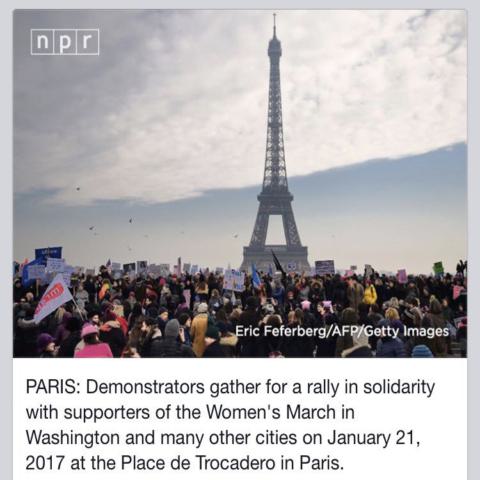 npr
Eric Feferberg/AFP/Getty Images
PARIS: Demonstrators gather for a rally in solidarity
with supporters of the Women's March in
Washington and many other cities on January 21,
2017 at the Place de Trocadero in Paris.